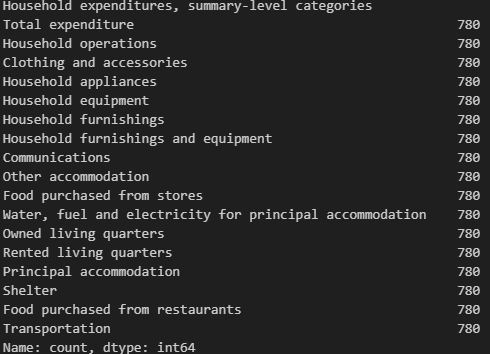 Household expenditures, summary-level categories
Total expenditure 780
Household operations 780
Clothing and accessories 780
Household appliances 780
Household equipment 780
Household furnishings 780
Household furnishings and equipment 780
Communications 780
Other accommodation 780
Food purchased from stores 780
Water, fuel and electricity for principal accommodation 780
Owned living quarters 780
Rented living quarters 780
Principal accommodation 780
Shelter 780
Food purchased from restaurants 780
Transportation 780
Name: count, dtype: int64